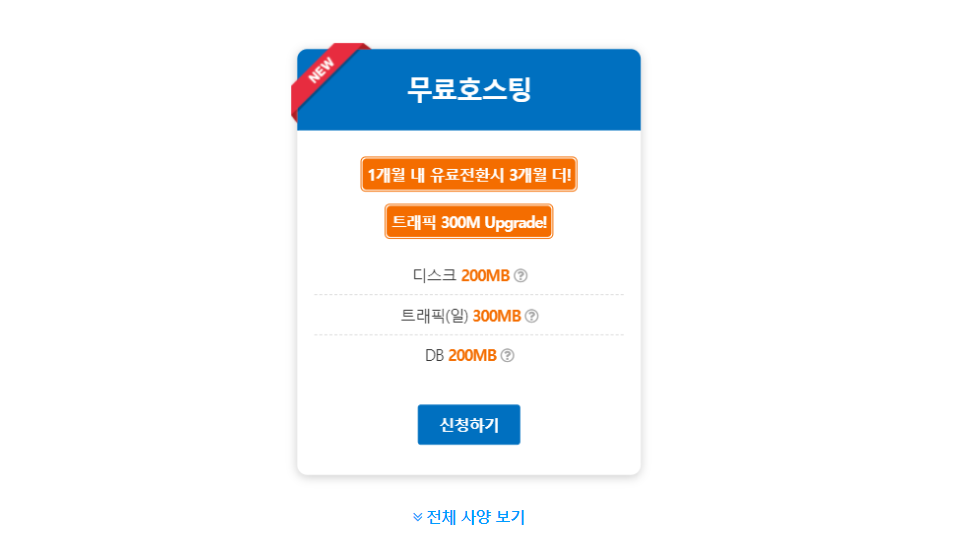 NEW
무료호스팅
1개월 내 유료전환시 3개월 더!
트래픽 300M Upgrade!
디스크 200MB ?
트래픽(일) 300MB ?
DB 200MB ?
신청하기
전체 사양 보기